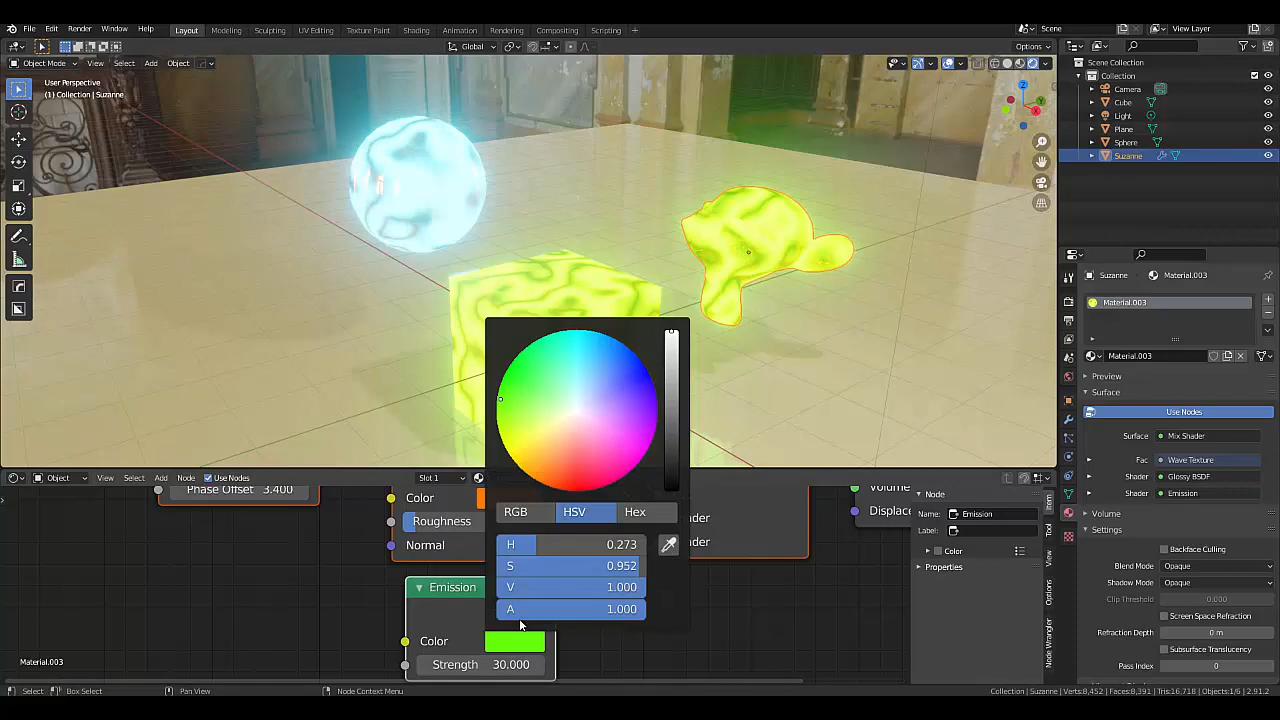 File Edit Render Window Help Layout Modeling Sculpting UV Editing Texture Paint Shading Animation Rendering Compositing Scripting Scene View Layer
Global Options
Object Mode View Select Add Object
User Perspective
(1) Collection | Suzanne
Scene Collection
Collection
Camera
Cube
Light
Plane
Sphere
Suzanne
Suzanne Material.003
Material.003
Material.003
Preview
Surface
Use Nodes
Surface: Mix Shader
Fac Wave Texture
Shader: Glossy BSDF
Shader: Emission
Volume
Settings
Backface Culling
Blend Mode Opaque
Shadow Mode Opaque
Clip Threshold 0.000
Screen Space Refraction
Refraction Depth 0 m
Subsurface Translucency
Pass Index 0
RGB HSV Hex
H 0.273
S 0.952
V 1.000
A 1.000
Object View Select Add Node Use Nodes Slot 1
Phase Offset 3.400
Color
Roughness
Normal
Emission
Color
Strength 30.000
Volume
Displace
Node
Name: Emission
Label:
Color
Properties
Item
Tool
View
Options
Node Wrangler
Material.003
Select Box Select Pan View Node Context Menu Collection | Suzanne | Verts:8,452 | Faces:8,391 | Tris:16,718 | Objects:1/6 | 2.91.2